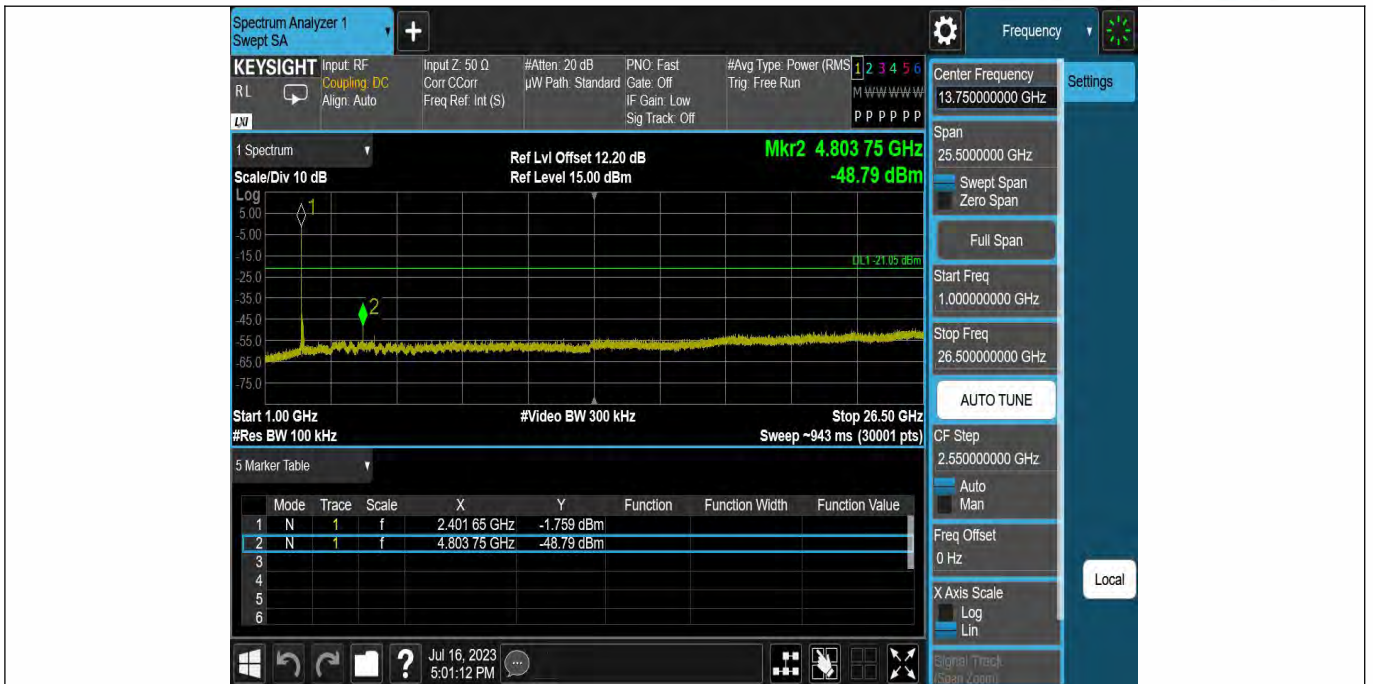 Spectrum Analyzer 1
Swept SA
Frequency
KEYSIGHT
RL
LXI
Input: RF
Coupling: DC
Align: Auto
Input Z: 50 Ω
Corr CCorr
Freq Ref: Int (S)
#Atten: 20 dB
µW Path: Standard
PNO: Fast
Gate: Off
IF Gain: Low
Sig Track: Off
#Avg Type: Power (RMS
Trig: Free Run
1 2 3 4 5 6
M W W W W W
P P P P P P
1 Spectrum
Scale/Div 10 dB
Ref Lvl Offset 12.20 dB
Ref Level 15.00 dBm
Mkr2 4.803 75 GHz
-48.79 dBm
Log
5.00
-5.00
-15.0
-25.0
-35.0
-45.0
-55.0
-65.0
-75.0
1
2
DL1 -21.05 dBm
Start 1.00 GHz
#Video BW 300 kHz
Stop 26.50 GHz
#Res BW 100 kHz
Sweep ~943 ms (30001 pts)
5 Marker Table
Mode Trace Scale X Y Function Function Width Function Value
1 N 1 f 2.401 65 GHz -1.759 dBm
2 N 1 f 4.803 75 GHz -48.79 dBm
3
4
5
6
Jul 16, 2023
5:01:12 PM
?
Center Frequency
13.750000000 GHz
Settings
Span
25.5000000 GHz
Swept Span
Zero Span
Full Span
Start Freq
1.000000000 GHz
Stop Freq
26.500000000 GHz
AUTO TUNE
CF Step
2.550000000 GHz
Auto
Man
Freq Offset
0 Hz
X Axis Scale
Log
Lin
Signal Track
(Span Zoom)
Local